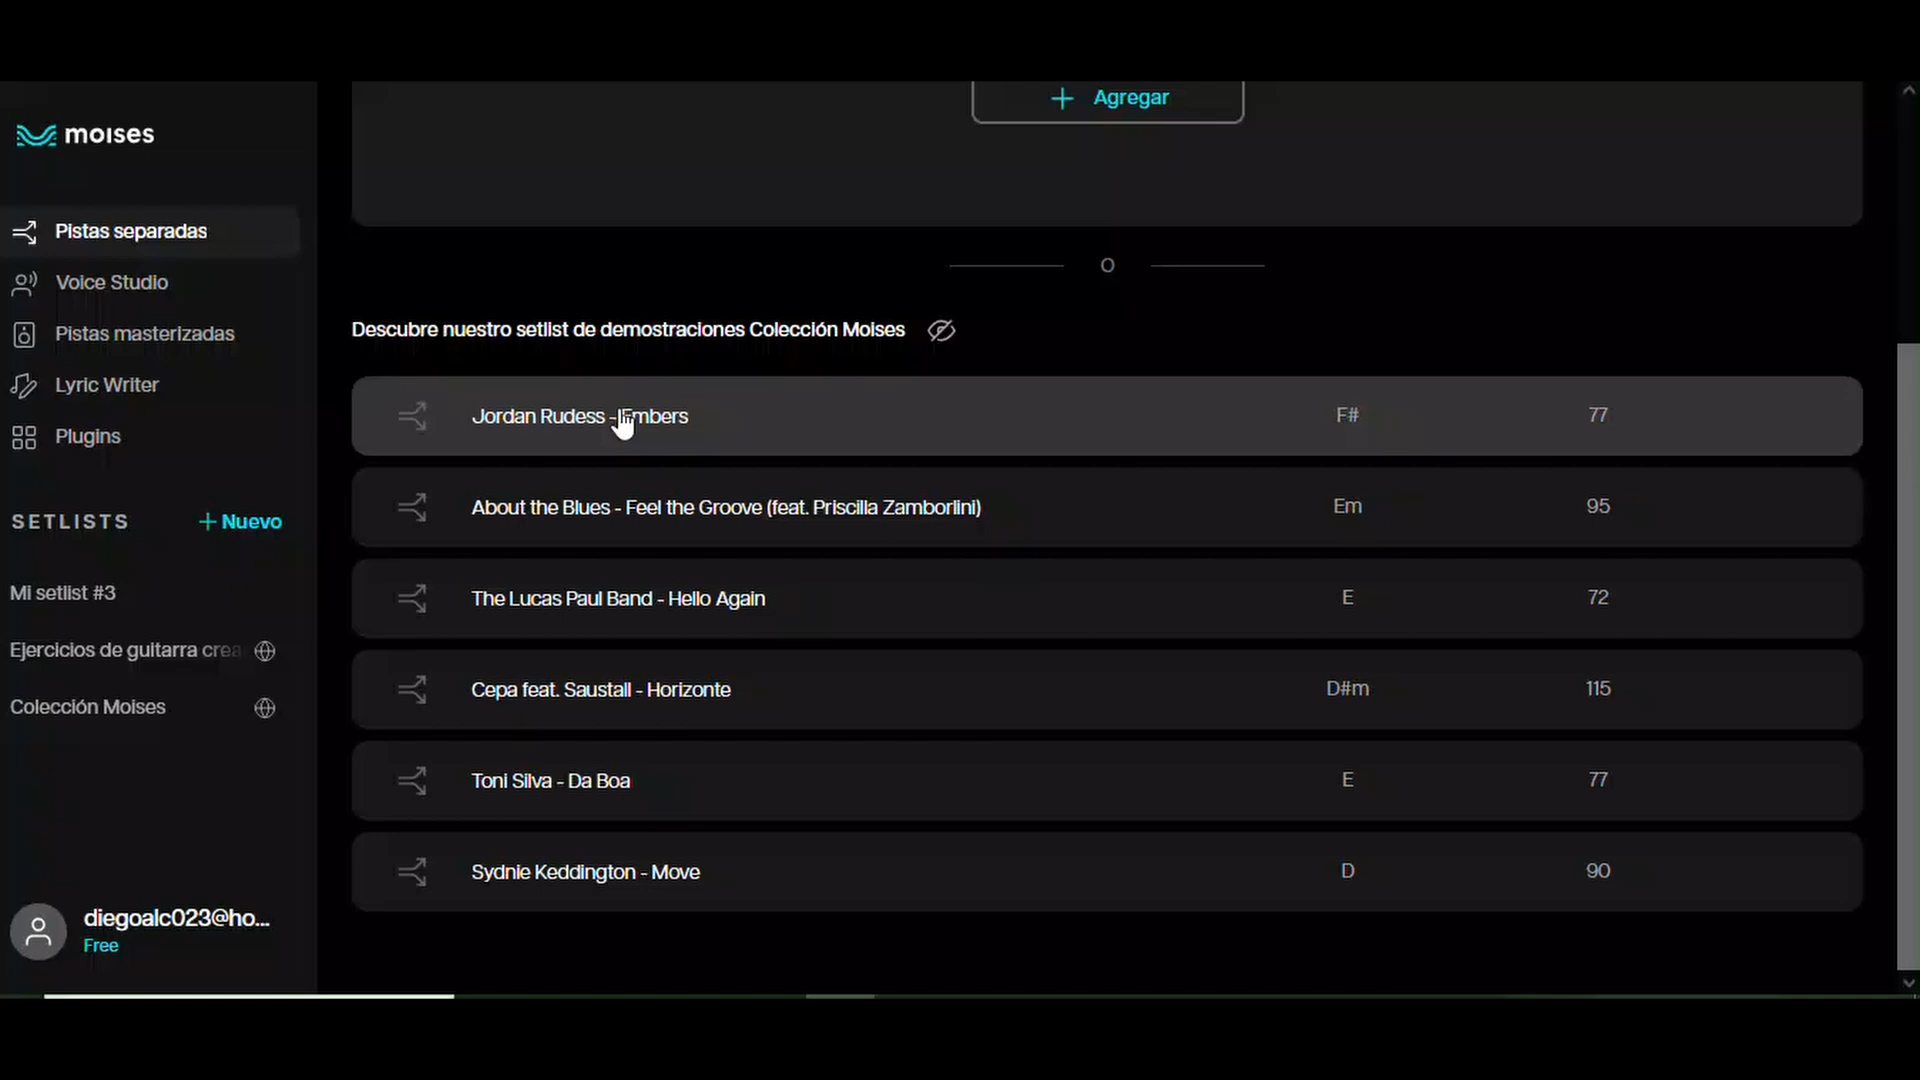 moises
Pistas separadas
Voice Studio
Pistas masterizadas
Lyric Writer
Plugins
SETLISTS
+ Nuevo
Mi setlist #3
Ejercicios de guitarra crea
Colección Moises
diegoalc023@ho...
Free
+ Agregar
O
Descubre nuestro setlist de demostraciones Colección Moises
Jordan Rudess - Embers F# 77
About the Blues - Feel the Groove (feat. Priscilla Zamborlini) Em 95
The Lucas Paul Band - Hello Again E 72
Cepa feat. Saustall - Horizonte D#m 115
Toni Silva - Da Boa E 77
Sydnie Keddington - Move D 90